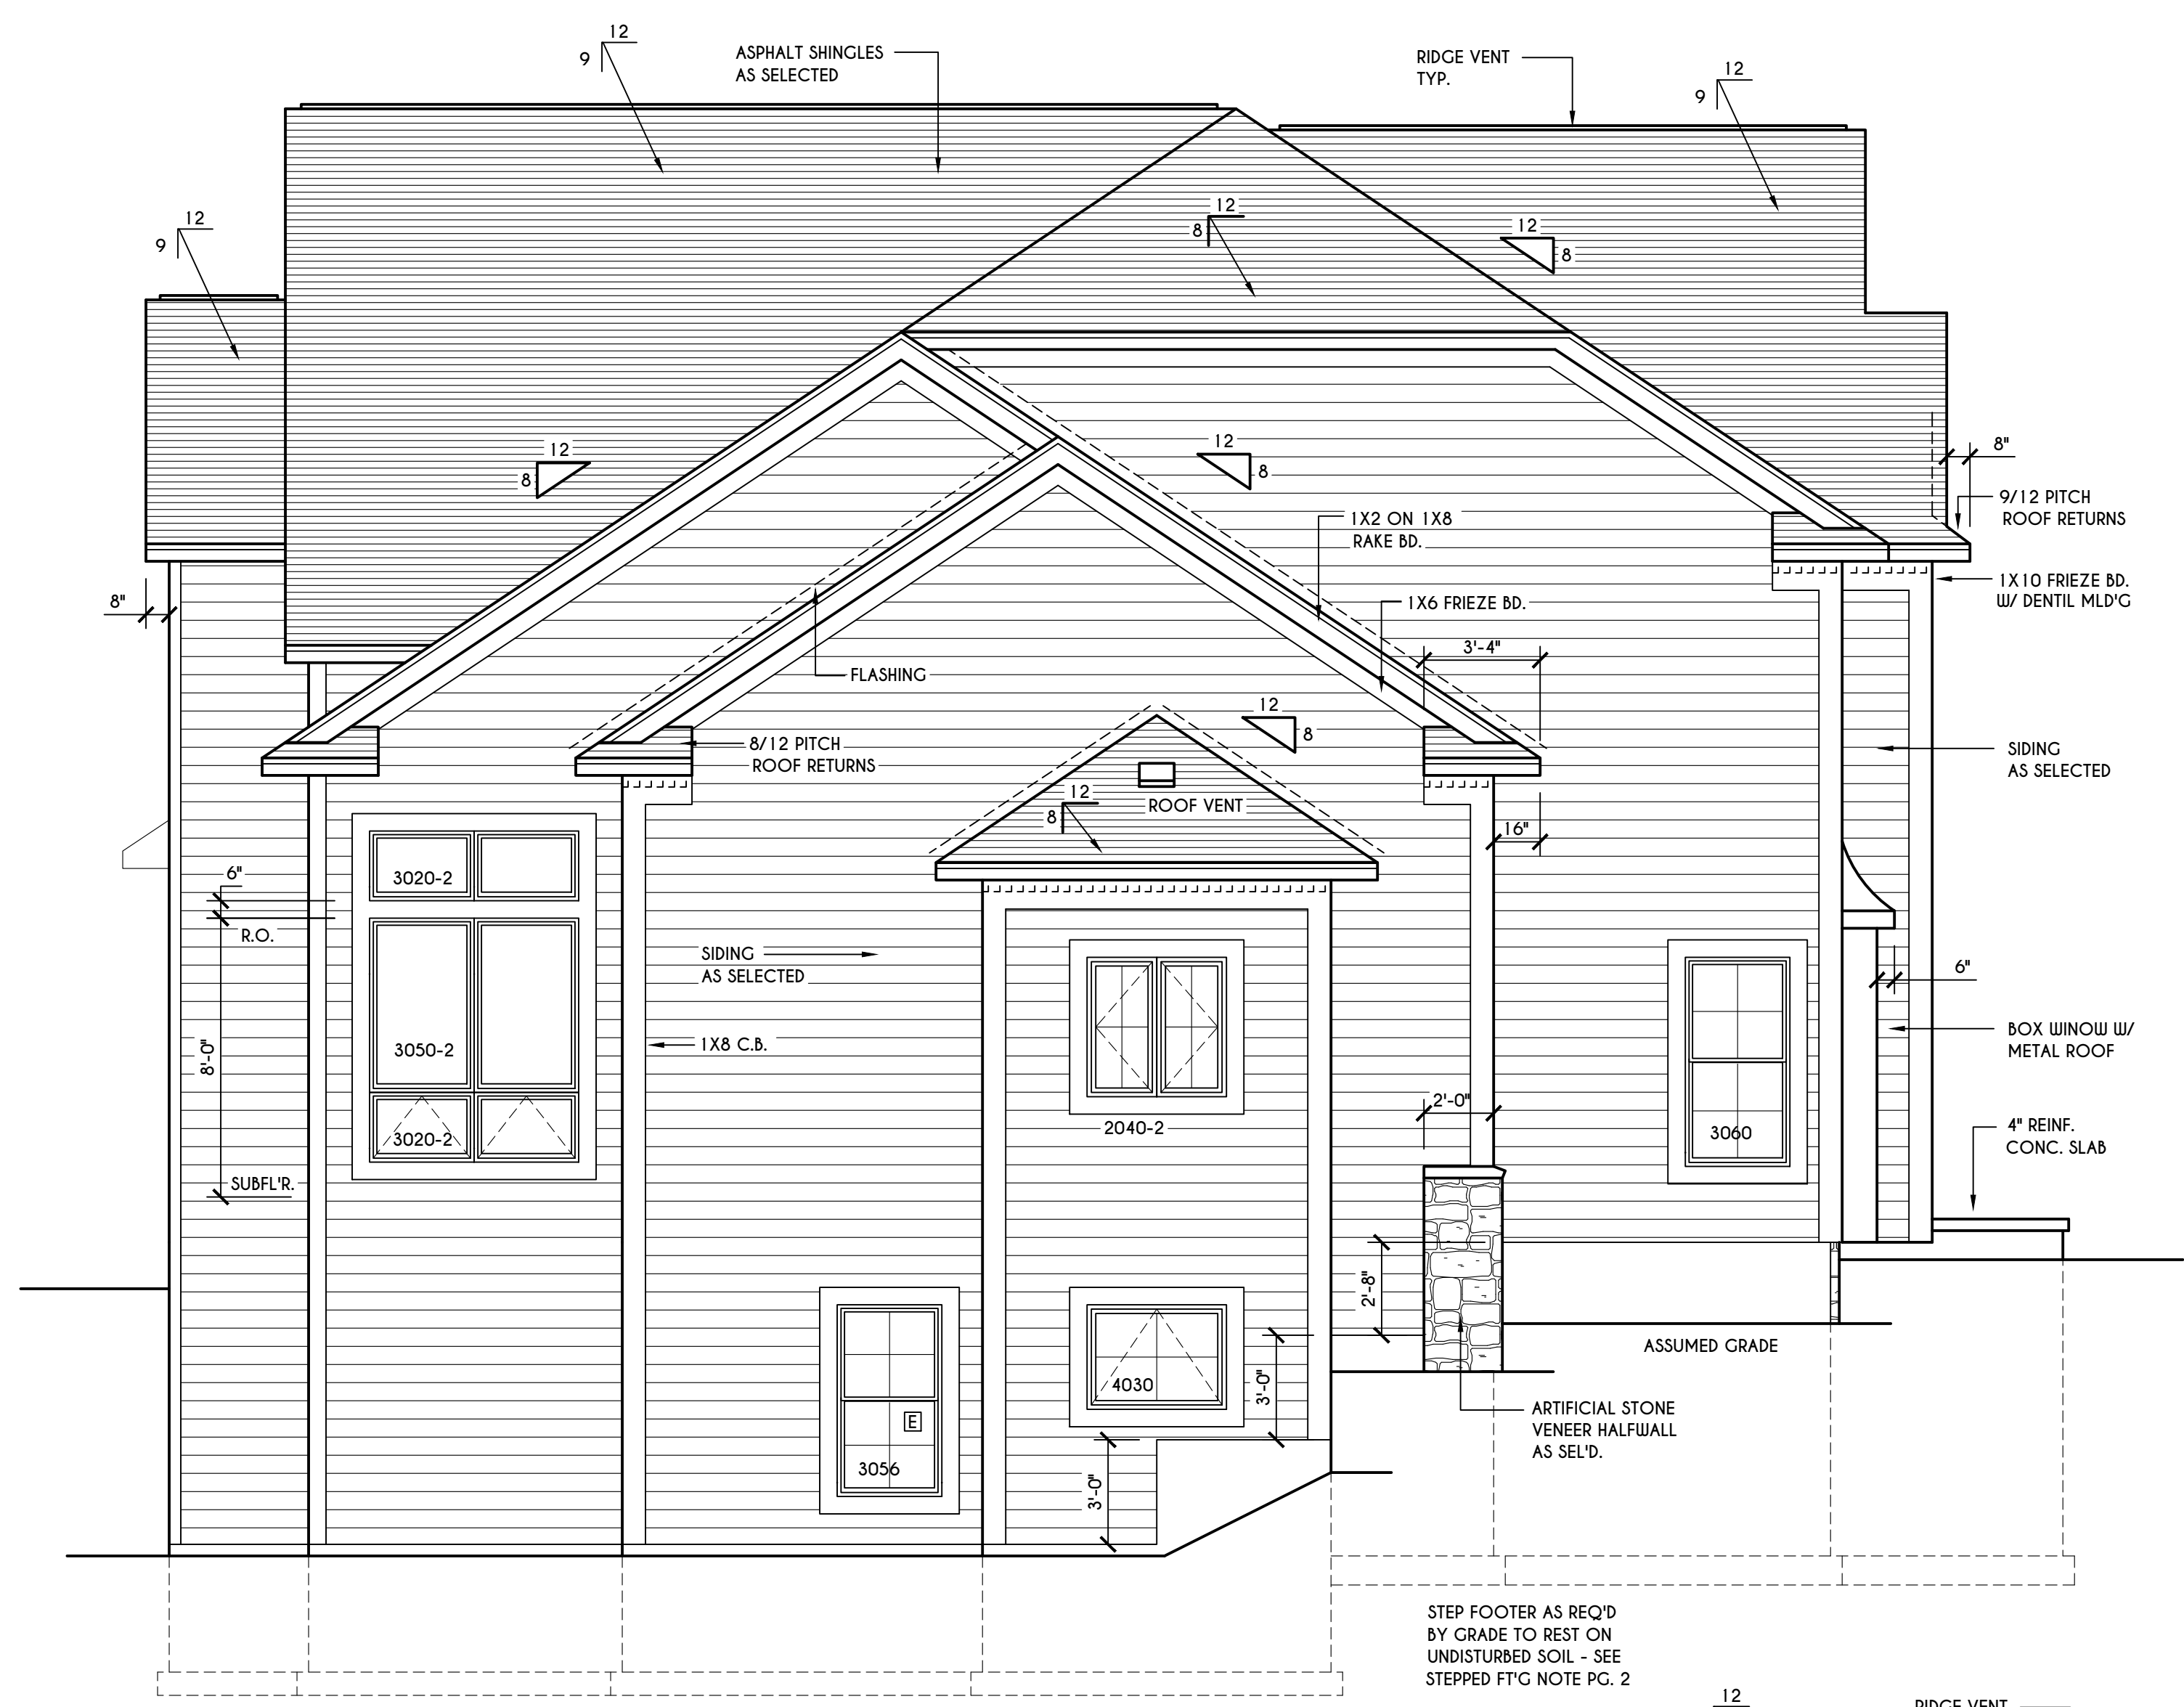 12
9
ASPHALT SHINGLES
AS SELECTED
RIDGE VENT
TYP.
12
9
12
9
12
8
12
8
12
8
12
8
8"
9/12 PITCH
ROOF RETURNS
1X2 ON 1X8
RAKE BD.
1X10 FRIEZE BD.
W/ DENTIL MLD'G
8"
1X6 FRIEZE BD.
3'-4"
FLASHING
12
8
8/12 PITCH
ROOF RETURNS
SIDING
AS SELECTED
12
8
ROOF VENT
16"
6"
3020-2
R.O.
SIDING
AS SELECTED
6"
8'-0"
3050-2
1X8 C.B.
BOX WINOW W/
METAL ROOF
2'-0"
3020-2
2040-2
3060
4" REINF.
CONC. SLAB
SUBFL'R.
2'-8"
ASSUMED GRADE
4030
3'-0"
E
ARTIFICIAL STONE
VENEER HALFWALL
AS SEL'D.
3056
3'-0"
STEP FOOTER AS REQ'D
BY GRADE TO REST ON
UNDISTURBED SOIL - SEE
STEPPED FT'G NOTE PG. 2
12
RIDGE VENT